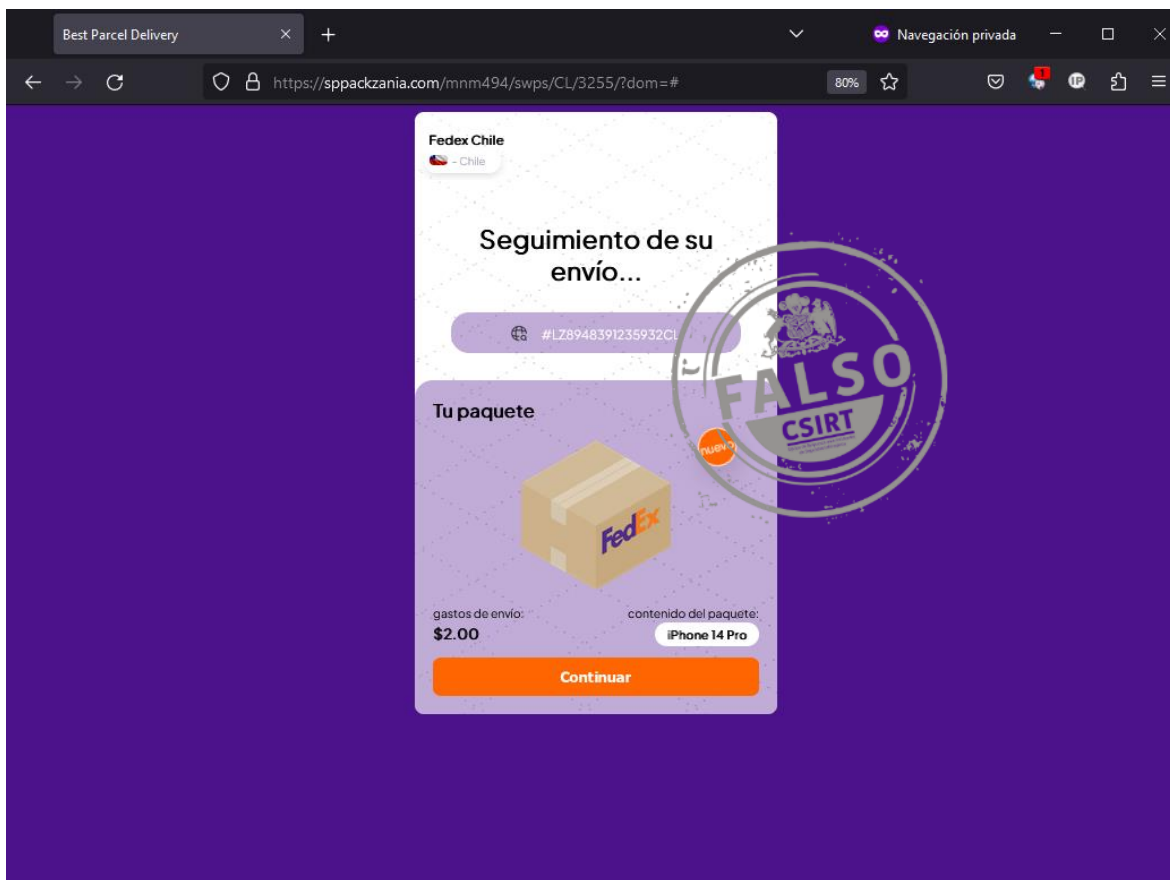 Best Parcel Delivery
Navegación privada
https://sppackzania.com/mnm494/swps/CL/3255/?dom=#
80%
1
IP
Fedex Chile
- Chile
Seguimiento de su
envío...
#LZ8948391235932CL
FALSO
CSIRT
Tu paquete
nuevo
FedEx
gastos de envío:
contenido del paquete:
$2.00
iPhone 14 Pro
Continuar